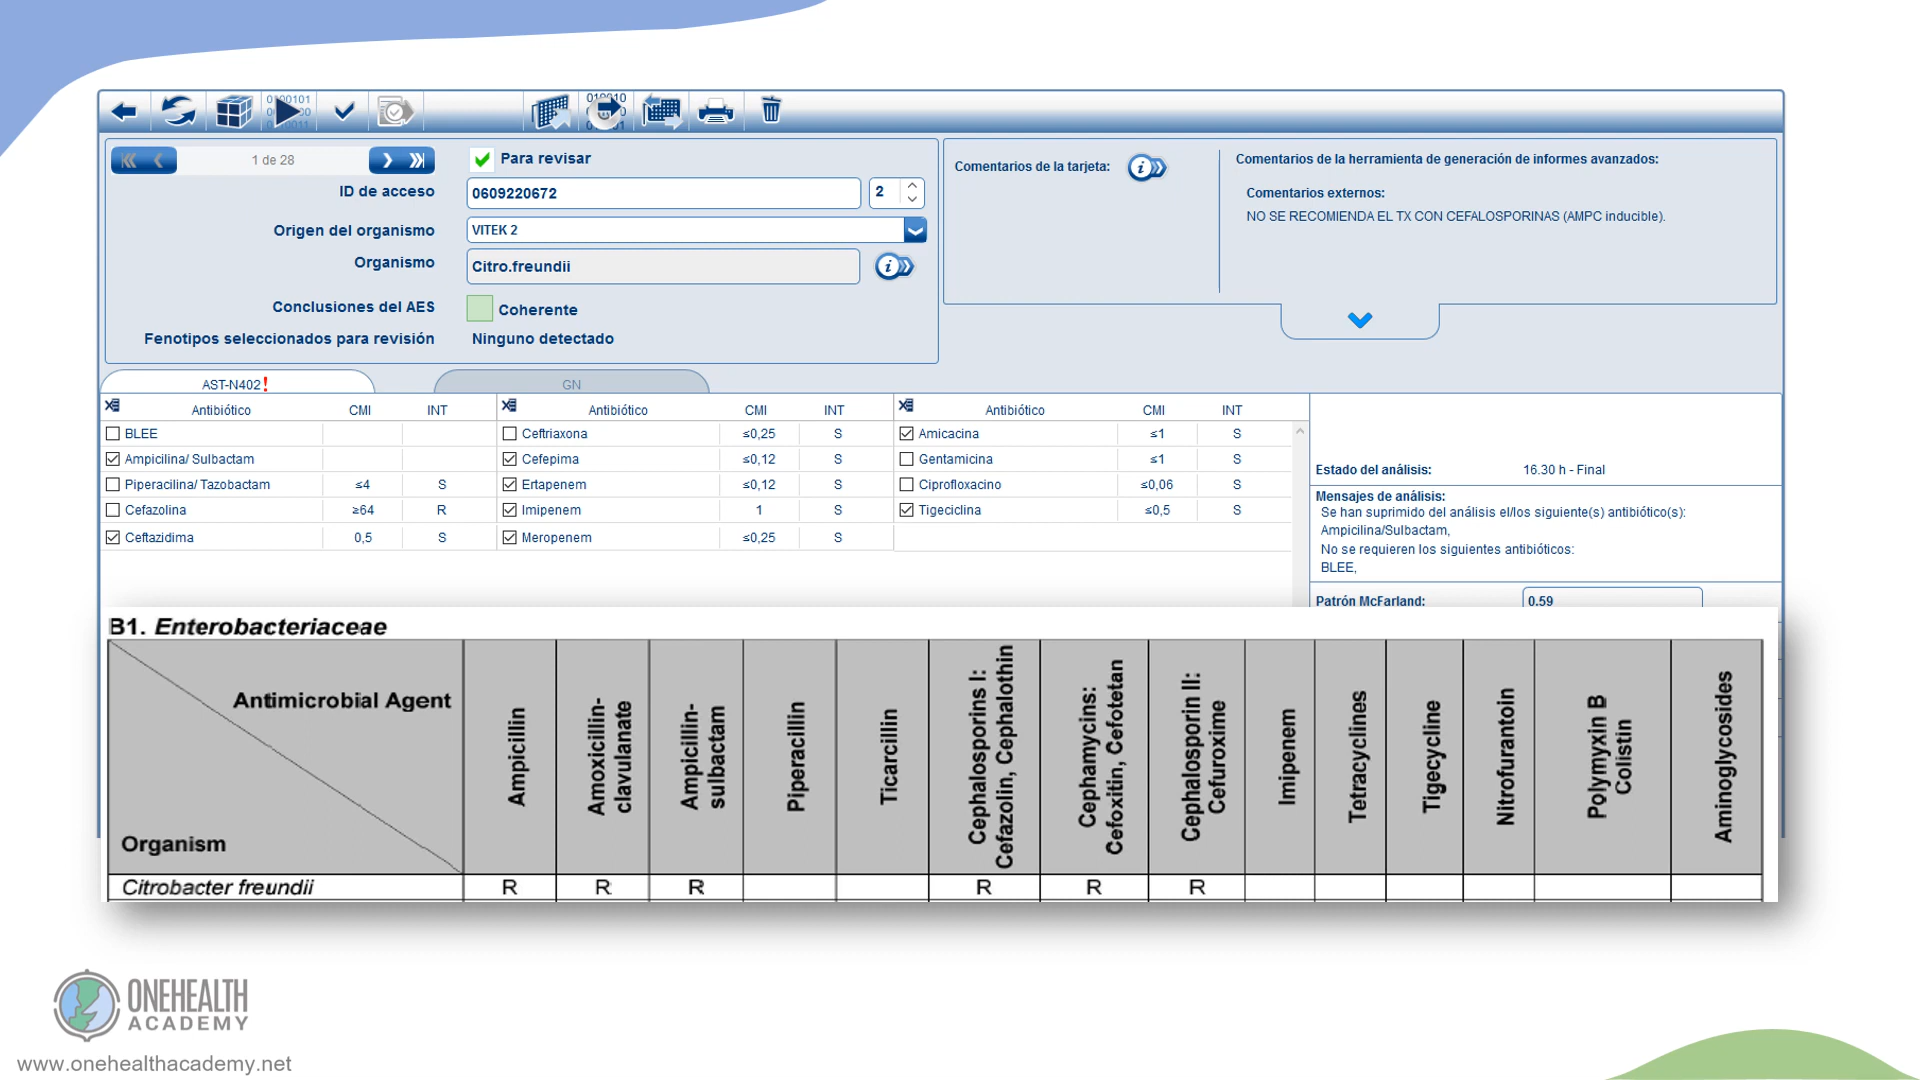 1 de 28
Para revisar
ID de acceso
0609220672
2
Origen del organismo
VITEK 2
Organismo
Citro.freundii
Conclusiones del AES
Coherente
Fenotipos seleccionados para revisión
Ninguno detectado
Comentarios de la tarjeta:
Comentarios de la herramienta de generación de informes avanzados:
Comentarios externos:
NO SE RECOMIENDA EL TX CON CEFALOSPORINAS (AMPC inducible).
AST-N402!
GN
Antibiótico CMI INT Antibiótico CMI INT Antibiótico CMI INT
BLEE Ceftriaxona ≤0,25 S Amicacina ≤1 S
Ampicilina/ Sulbactam Cefepima ≤0,12 S Gentamicina ≤1 S
Piperacilina/ Tazobactam ≤4 S Ertapenem ≤0,12 S Ciprofloxacino ≤0,06 S
Cefazolina ≥64 R Imipenem 1 S Tigeciclina ≤0,5 S
Ceftazidima 0,5 S Meropenem ≤0,25 S
Estado del análisis: 16.30 h - Final
Mensajes de análisis:
Se han suprimido del análisis el/los siguiente(s) antibiótico(s):
Ampicilina/Sulbactam,
No se requieren los siguientes antibióticos:
BLEE,
Patrón McFarland: 0.59
B1. Enterobacteriaceae
Antimicrobial Agent
Organism
Ampicillin
Amoxicillin-
clavulanate
Ampicillin-
sulbactam
Piperacillin
Ticarcillin
Cephalosporins I:
Cefazolin, Cephalothin
Cephamycins:
Cefoxitin, Cefotetan
Cephalosporin II:
Cefuroxime
Imipenem
Tetracyclines
Tigecycline
Nitrofurantoin
Polymyxin B
Colistin
Aminoglycosides
Citrobacter freundii R R R R R R
ONEHEALTH
ACADEMY
www.onehealthacademy.net